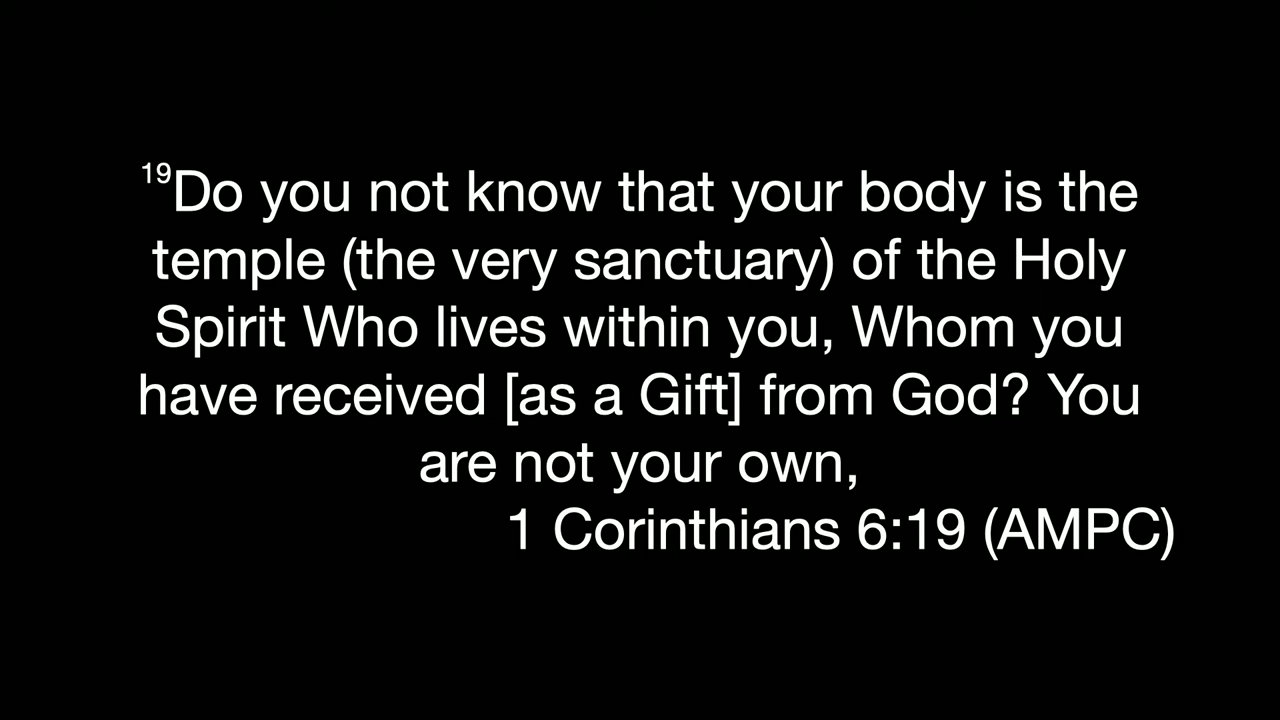 19Do you not know that your body is the
temple (the very sanctuary) of the Holy
Spirit Who lives within you, Whom you
have received [as a Gift] from God? You
are not your own,
1 Corinthians 6:19 (AMPC)